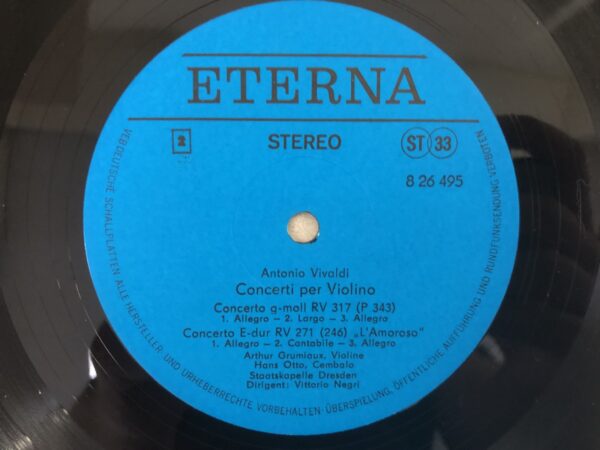 ETERNA
2 STEREO ST 33
8 26 495
Antonio Vivaldi
Concerti per Violino
Concerto g-moll RV 317 (P 343)
1. Allegro – 2. Largo – 3. Allegro
Concerto E-dur RV 271 (246) „L'Amoroso"
1. Allegro – 2. Cantabile – 3. Allegro
Arthur Grumiaux, Violine
Hans Otto, Cembalo
Staatskapelle Dresden
Dirigent: Vittorio Negri
VEB DEUTSCHE SCHALLPLATTEN ALLE HERSTELLER- UND URHEBERRECHTE VORBEHALTEN ÜBERSPIELUNG, ÖFFENTLICHE AUFFÜHRUNG UND RUNDFUNKSENDUNG VERBOTEN